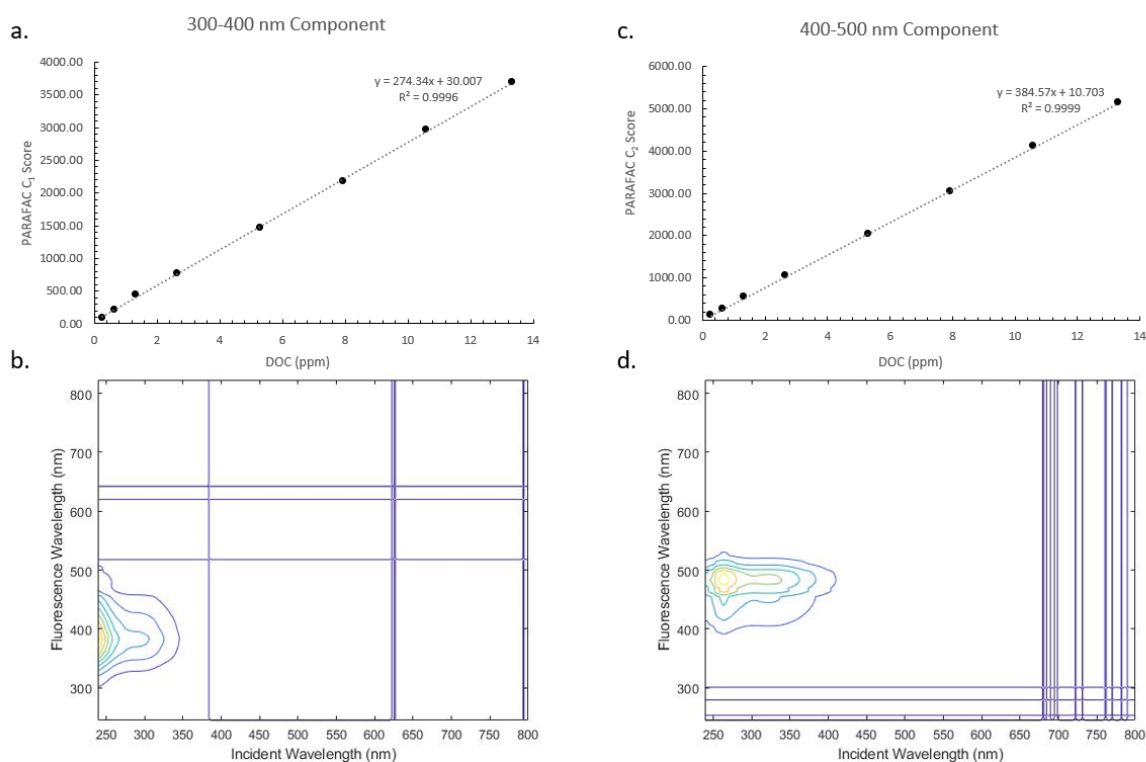 a.
300-400 nm Component
4000.00
3500.00
3000.00
2500.00
2000.00
1500.00
1000.00
500.00
0.00
PARAFAC C₁ Score
y = 274.34x + 30.007
R² = 0.9996
0 2 4 6 8 10 12 14
DOC (ppm)
b.
800
700
600
500
400
300
Fluorescence Wavelength (nm)
250 300 350 400 450 500 550 600 650 700 750 800
Incident Wavelength (nm)
c.
400-500 nm Component
6000.00
5000.00
4000.00
3000.00
2000.00
1000.00
0.00
PARAFAC C₂ Score
y = 384.57x + 10.703
R² = 0.9999
0 2 4 6 8 10 12 14
DOC (ppm)
d.
800
700
600
500
400
300
Fluorescence Wavelength (nm)
250 300 350 400 450 500 550 600 650 700 750 800
Incident Wavelength (nm)